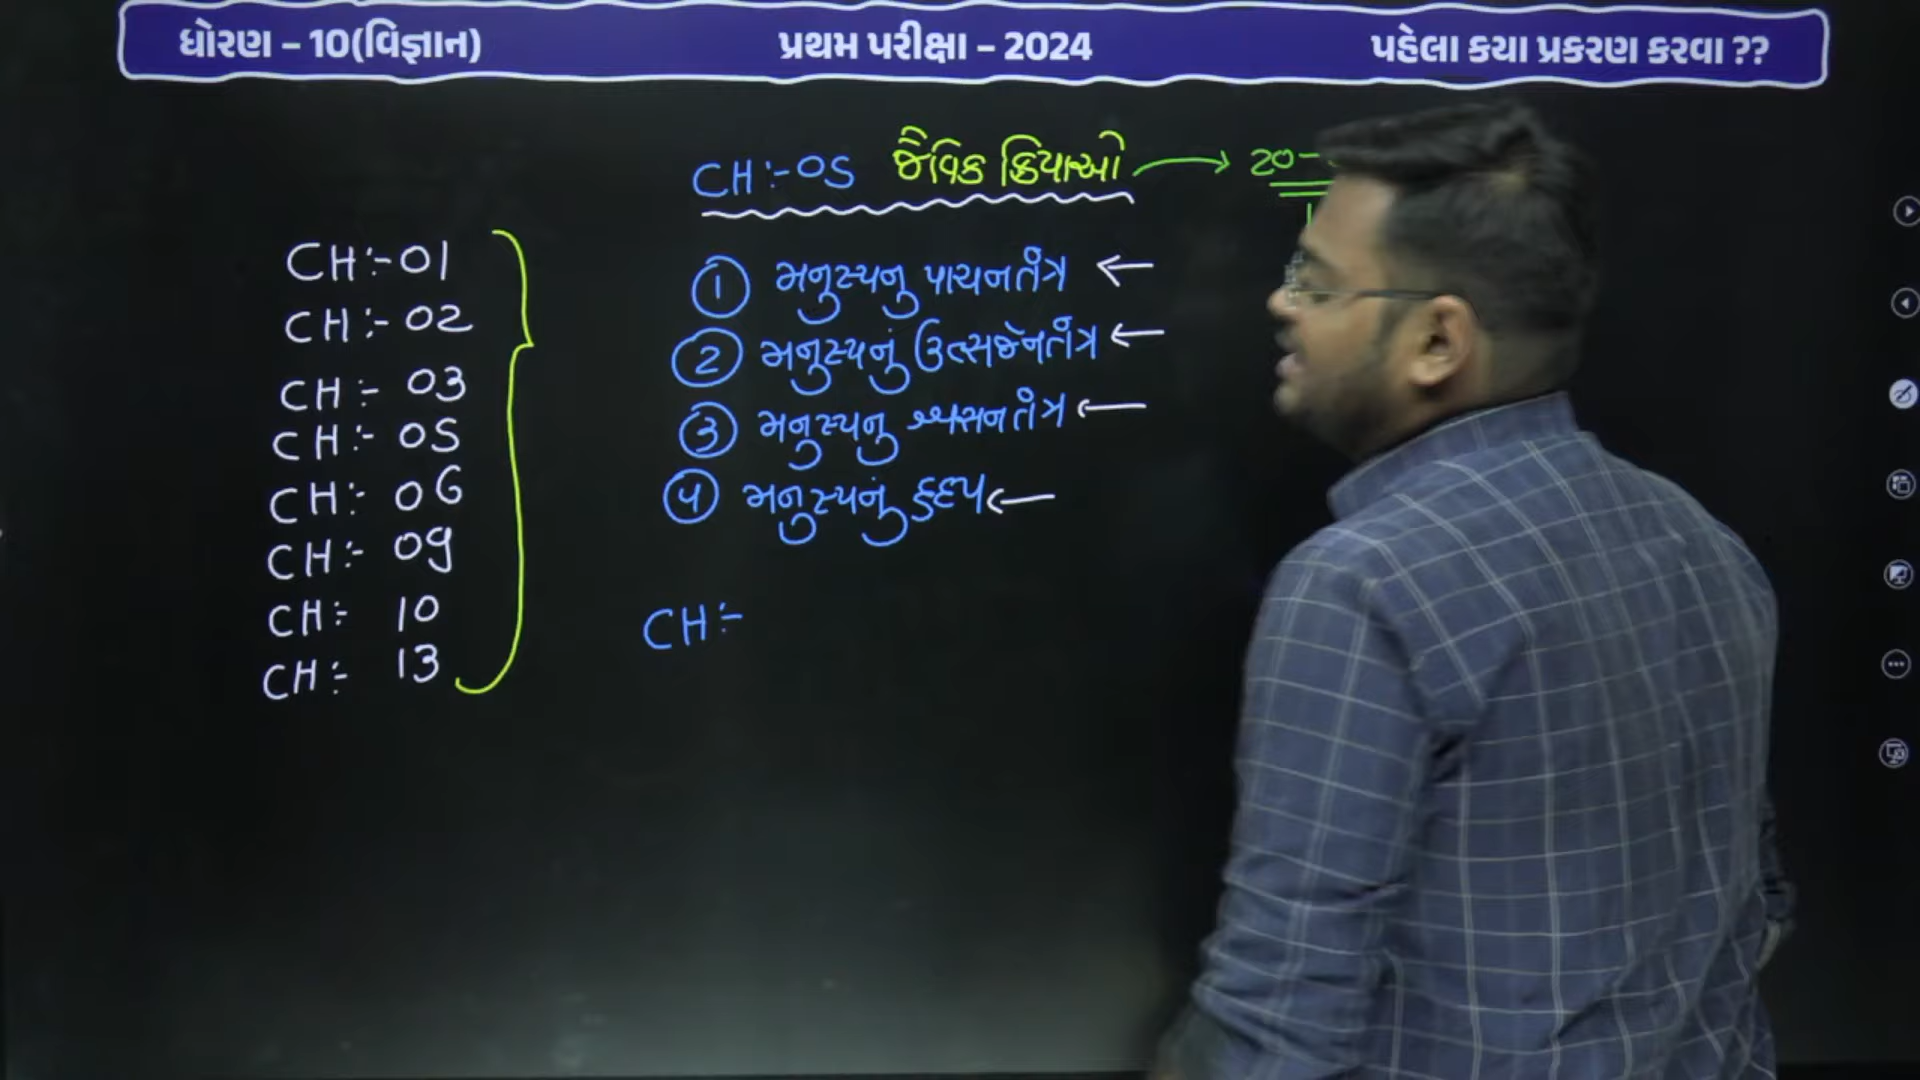 ધોરણ – 10(વિજ્ઞાન) પ્રથમ પરીક્ષા – 2024 પહેલા કયા પ્રકરણ કરવા ??
CH:-05 જૈવિક ક્રિયાઓ → 20-
CH:-01
CH:-02
CH:- 03
CH:- 05
CH:- 06
CH:- 09
CH:- 10
CH:- 13
1 મનુસ્યનુ પાચનતંત્ર ←
2 મનુસ્યનું ઉત્સર્જનતંત્ર ←
3 મનુસ્યનુ શ્વસનતંત્ર ←
4 મનુસ્યનું હૃદય ←
CH:-